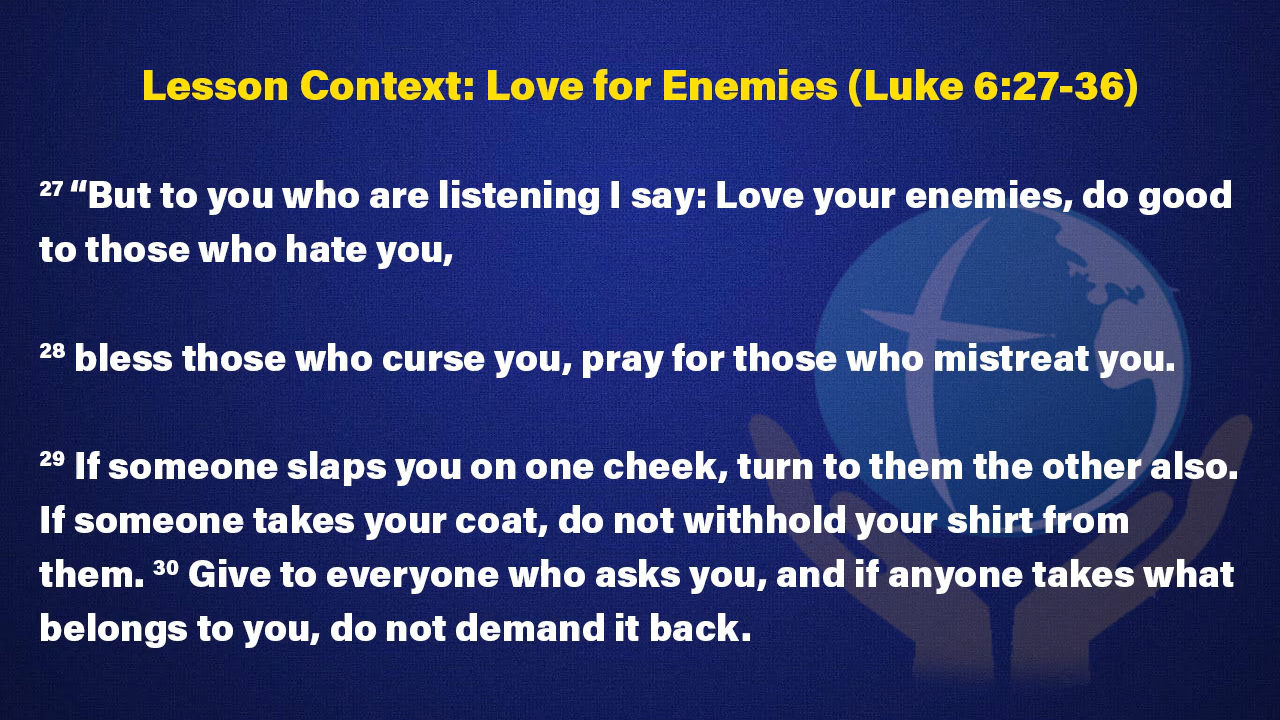 Lesson Context: Love for Enemies (Luke 6:27-36)
27 “But to you who are listening I say: Love your enemies, do good
to those who hate you,
28 bless those who curse you, pray for those who mistreat you.
29 If someone slaps you on one cheek, turn to them the other also.
If someone takes your coat, do not withhold your shirt from
them. 30 Give to everyone who asks you, and if anyone takes what
belongs to you, do not demand it back.